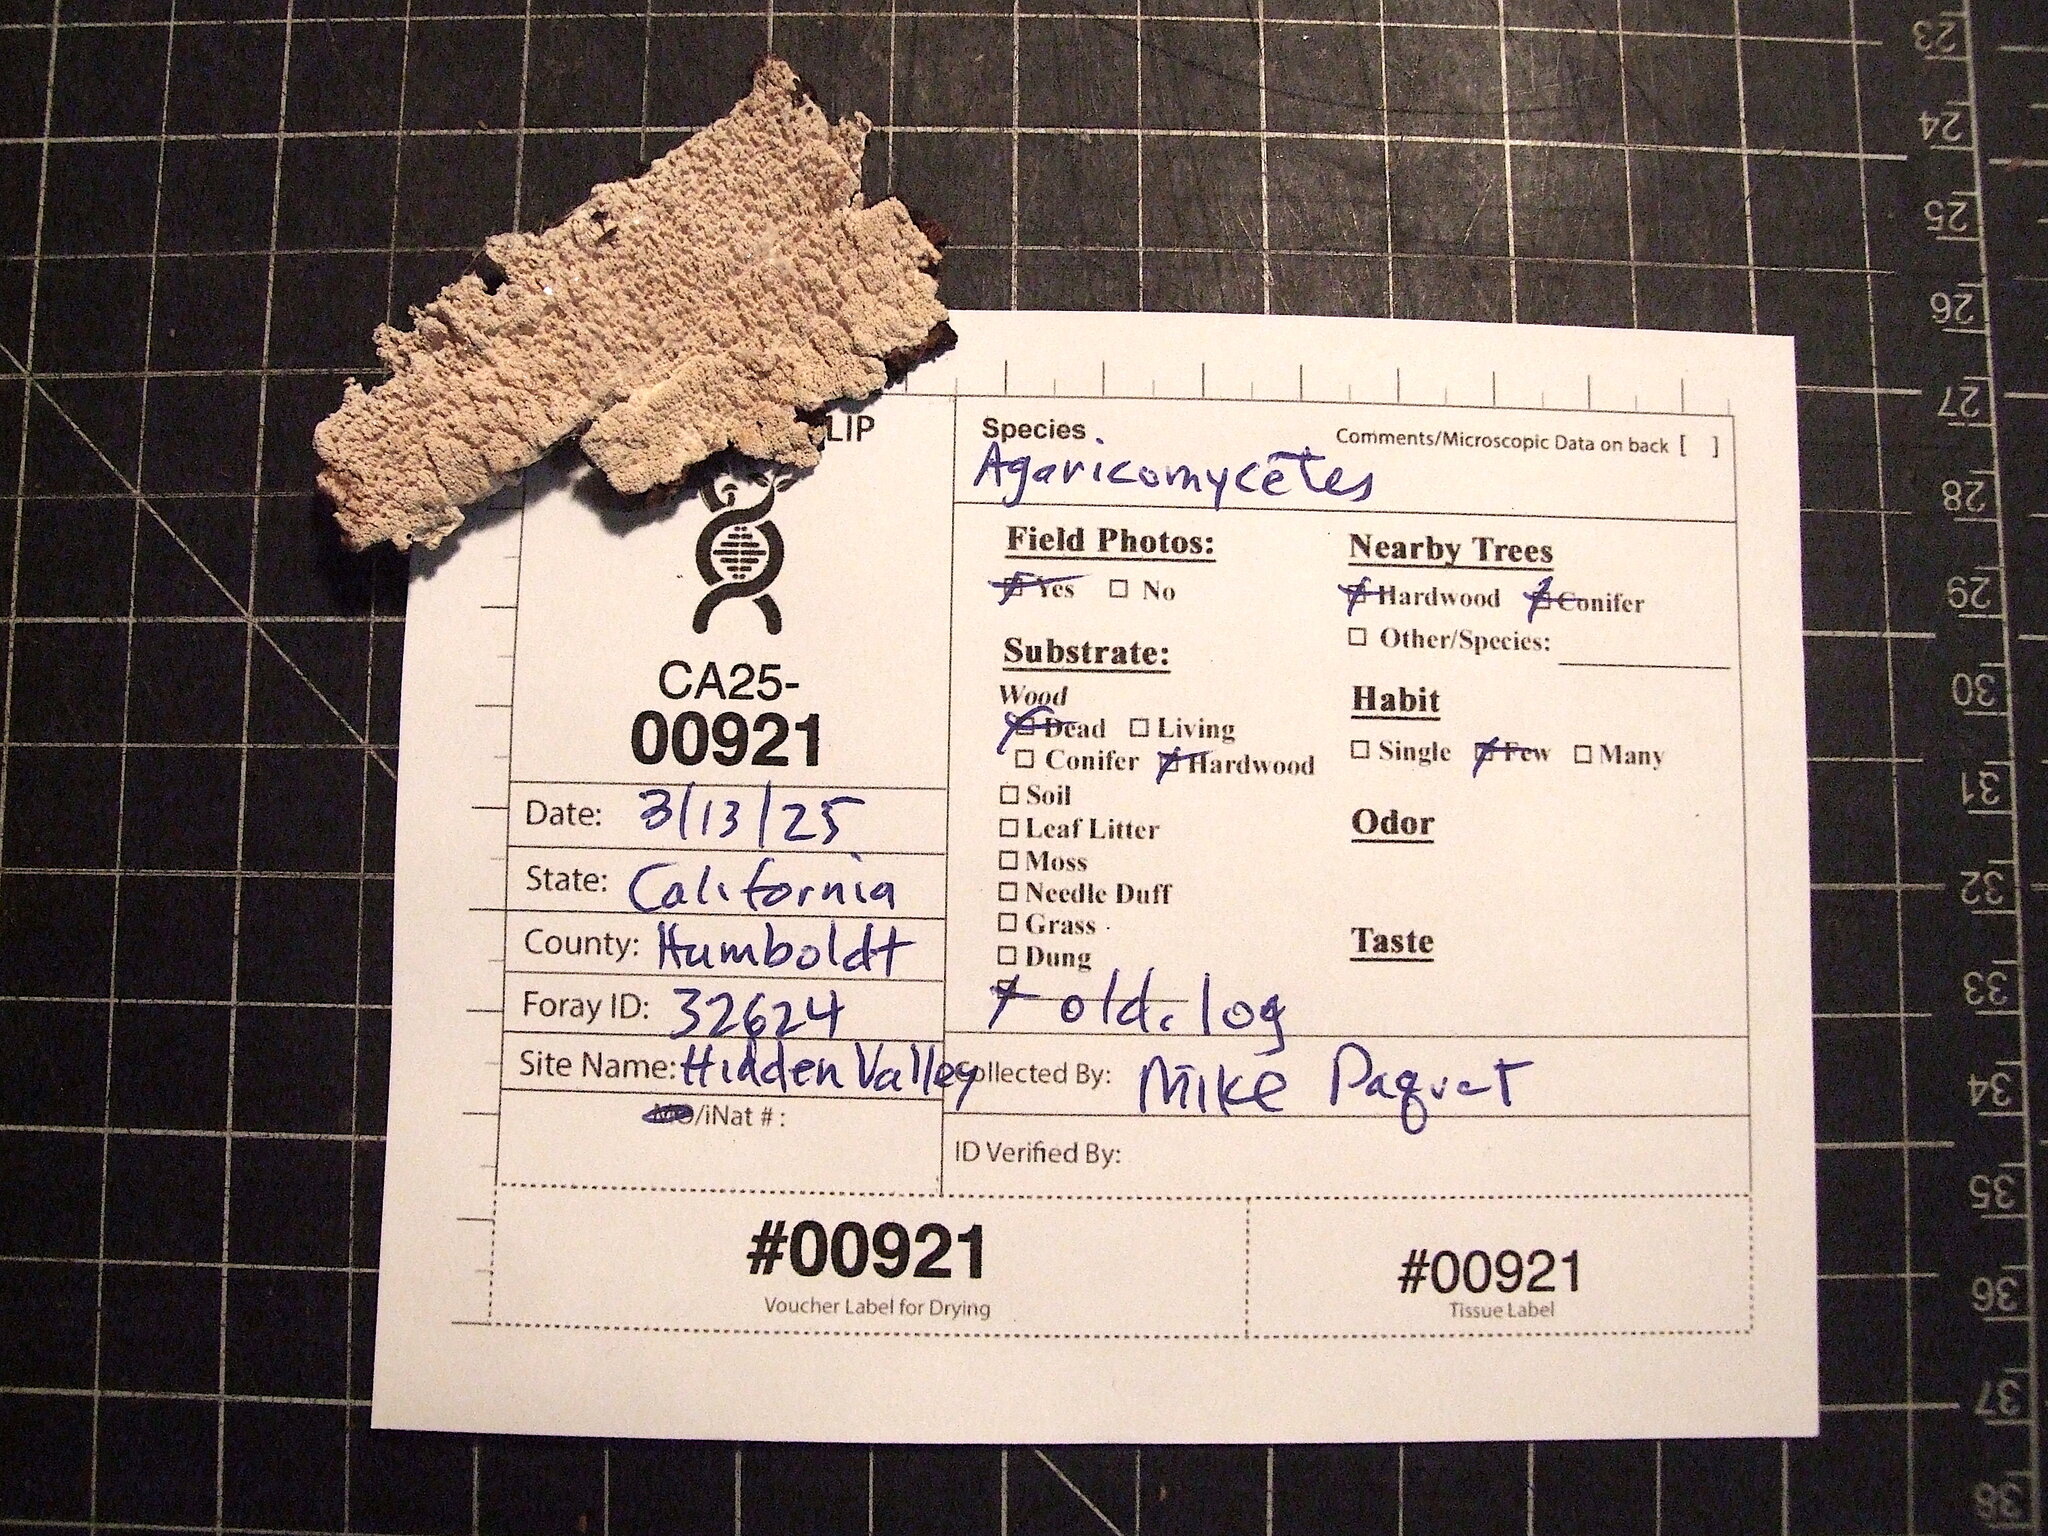 LIP
CA25-
00921
Date: 3/13/25
State: California
County: Humboldt
Foray ID: 32624
Site Name: Hidden Valley
/iNat # :
Species
Comments/Microscopic Data on back [ ]
Agaricomycetes
Field Photos:
Yes No
Substrate:
Wood
Dead Living
Conifer Hardwood
Soil
Leaf Litter
Moss
Needle Duff
Grass
Dung
old. log
Nearby Trees
Hardwood Conifer
Other/Species:
Habit
Single Few Many
Odor
Taste
Collected By: Mike Paquet
ID Verified By:
#00921
Voucher Label for Drying
#00921
Tissue Label
23
24
25
26
27
28
29
30
31
32
33
34
35
36
37
38